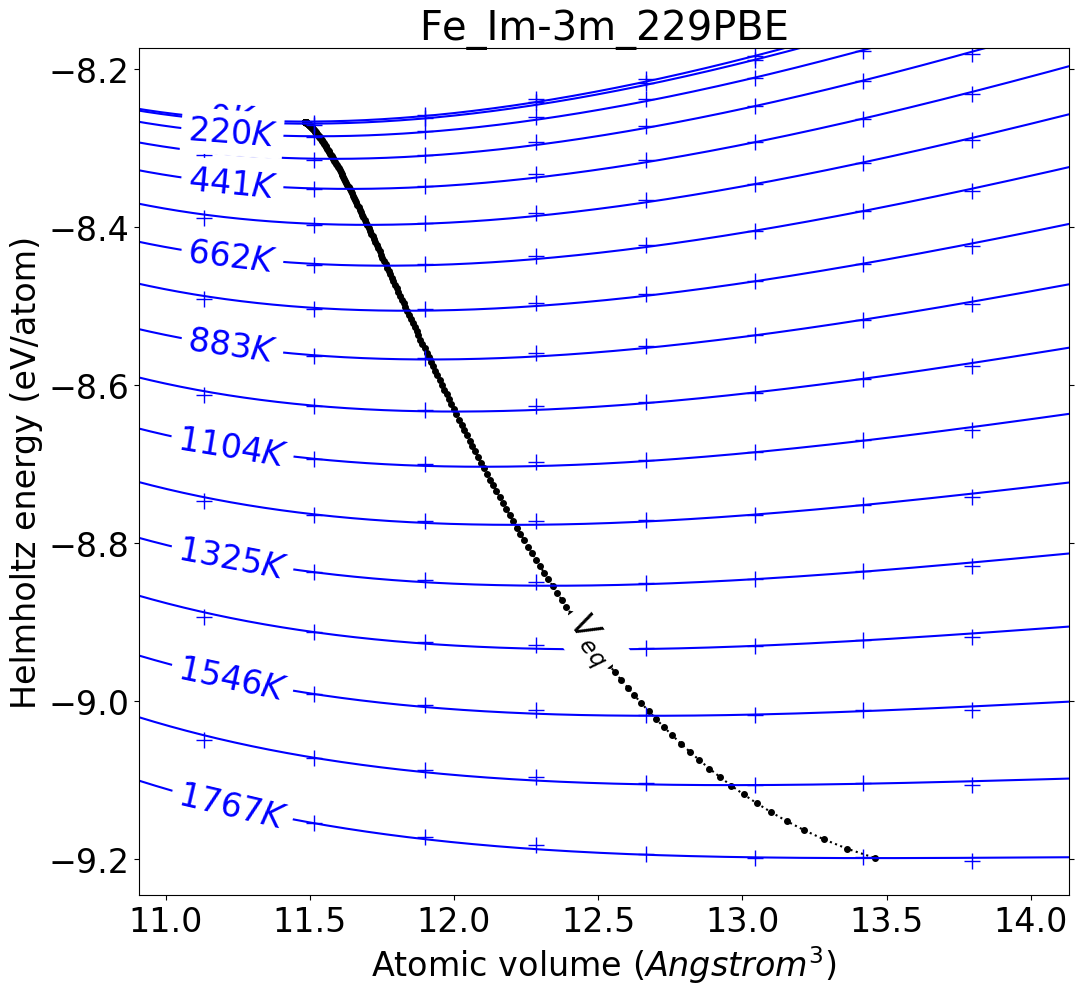 Fe_Im-3m_229PBE
Helmholtz energy (eV/atom)
−8.2
−8.4
−8.6
−8.8
−9.0
−9.2
220K
441K
662K
883K
1104K
1325K
1546K
1767K
V_eq
11.0 11.5 12.0 12.5 13.0 13.5 14.0
Atomic volume (Angstrom³)